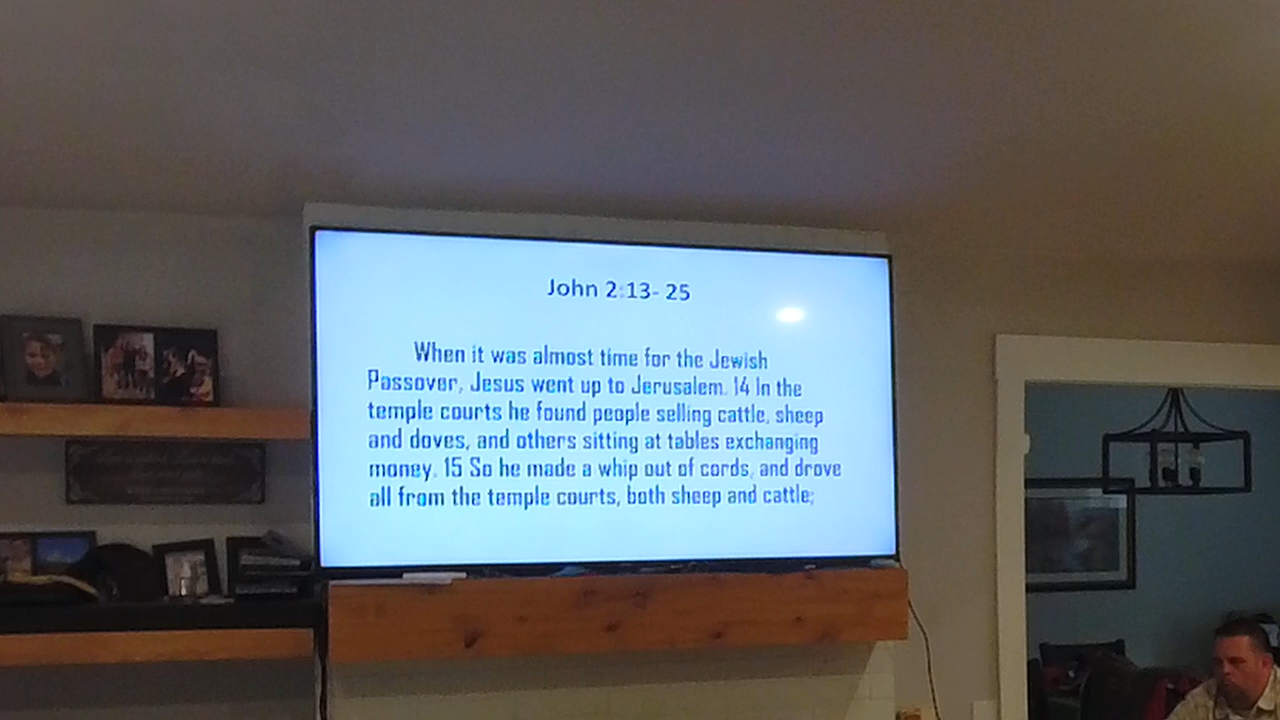 John 2:13- 25
When it was almost time for the Jewish
Passover, Jesus went up to Jerusalem. 14 In the
temple courts he found people selling cattle, sheep
and doves, and others sitting at tables exchanging
money. 15 So he made a whip out of cords, and drove
all from the temple courts, both sheep and cattle;